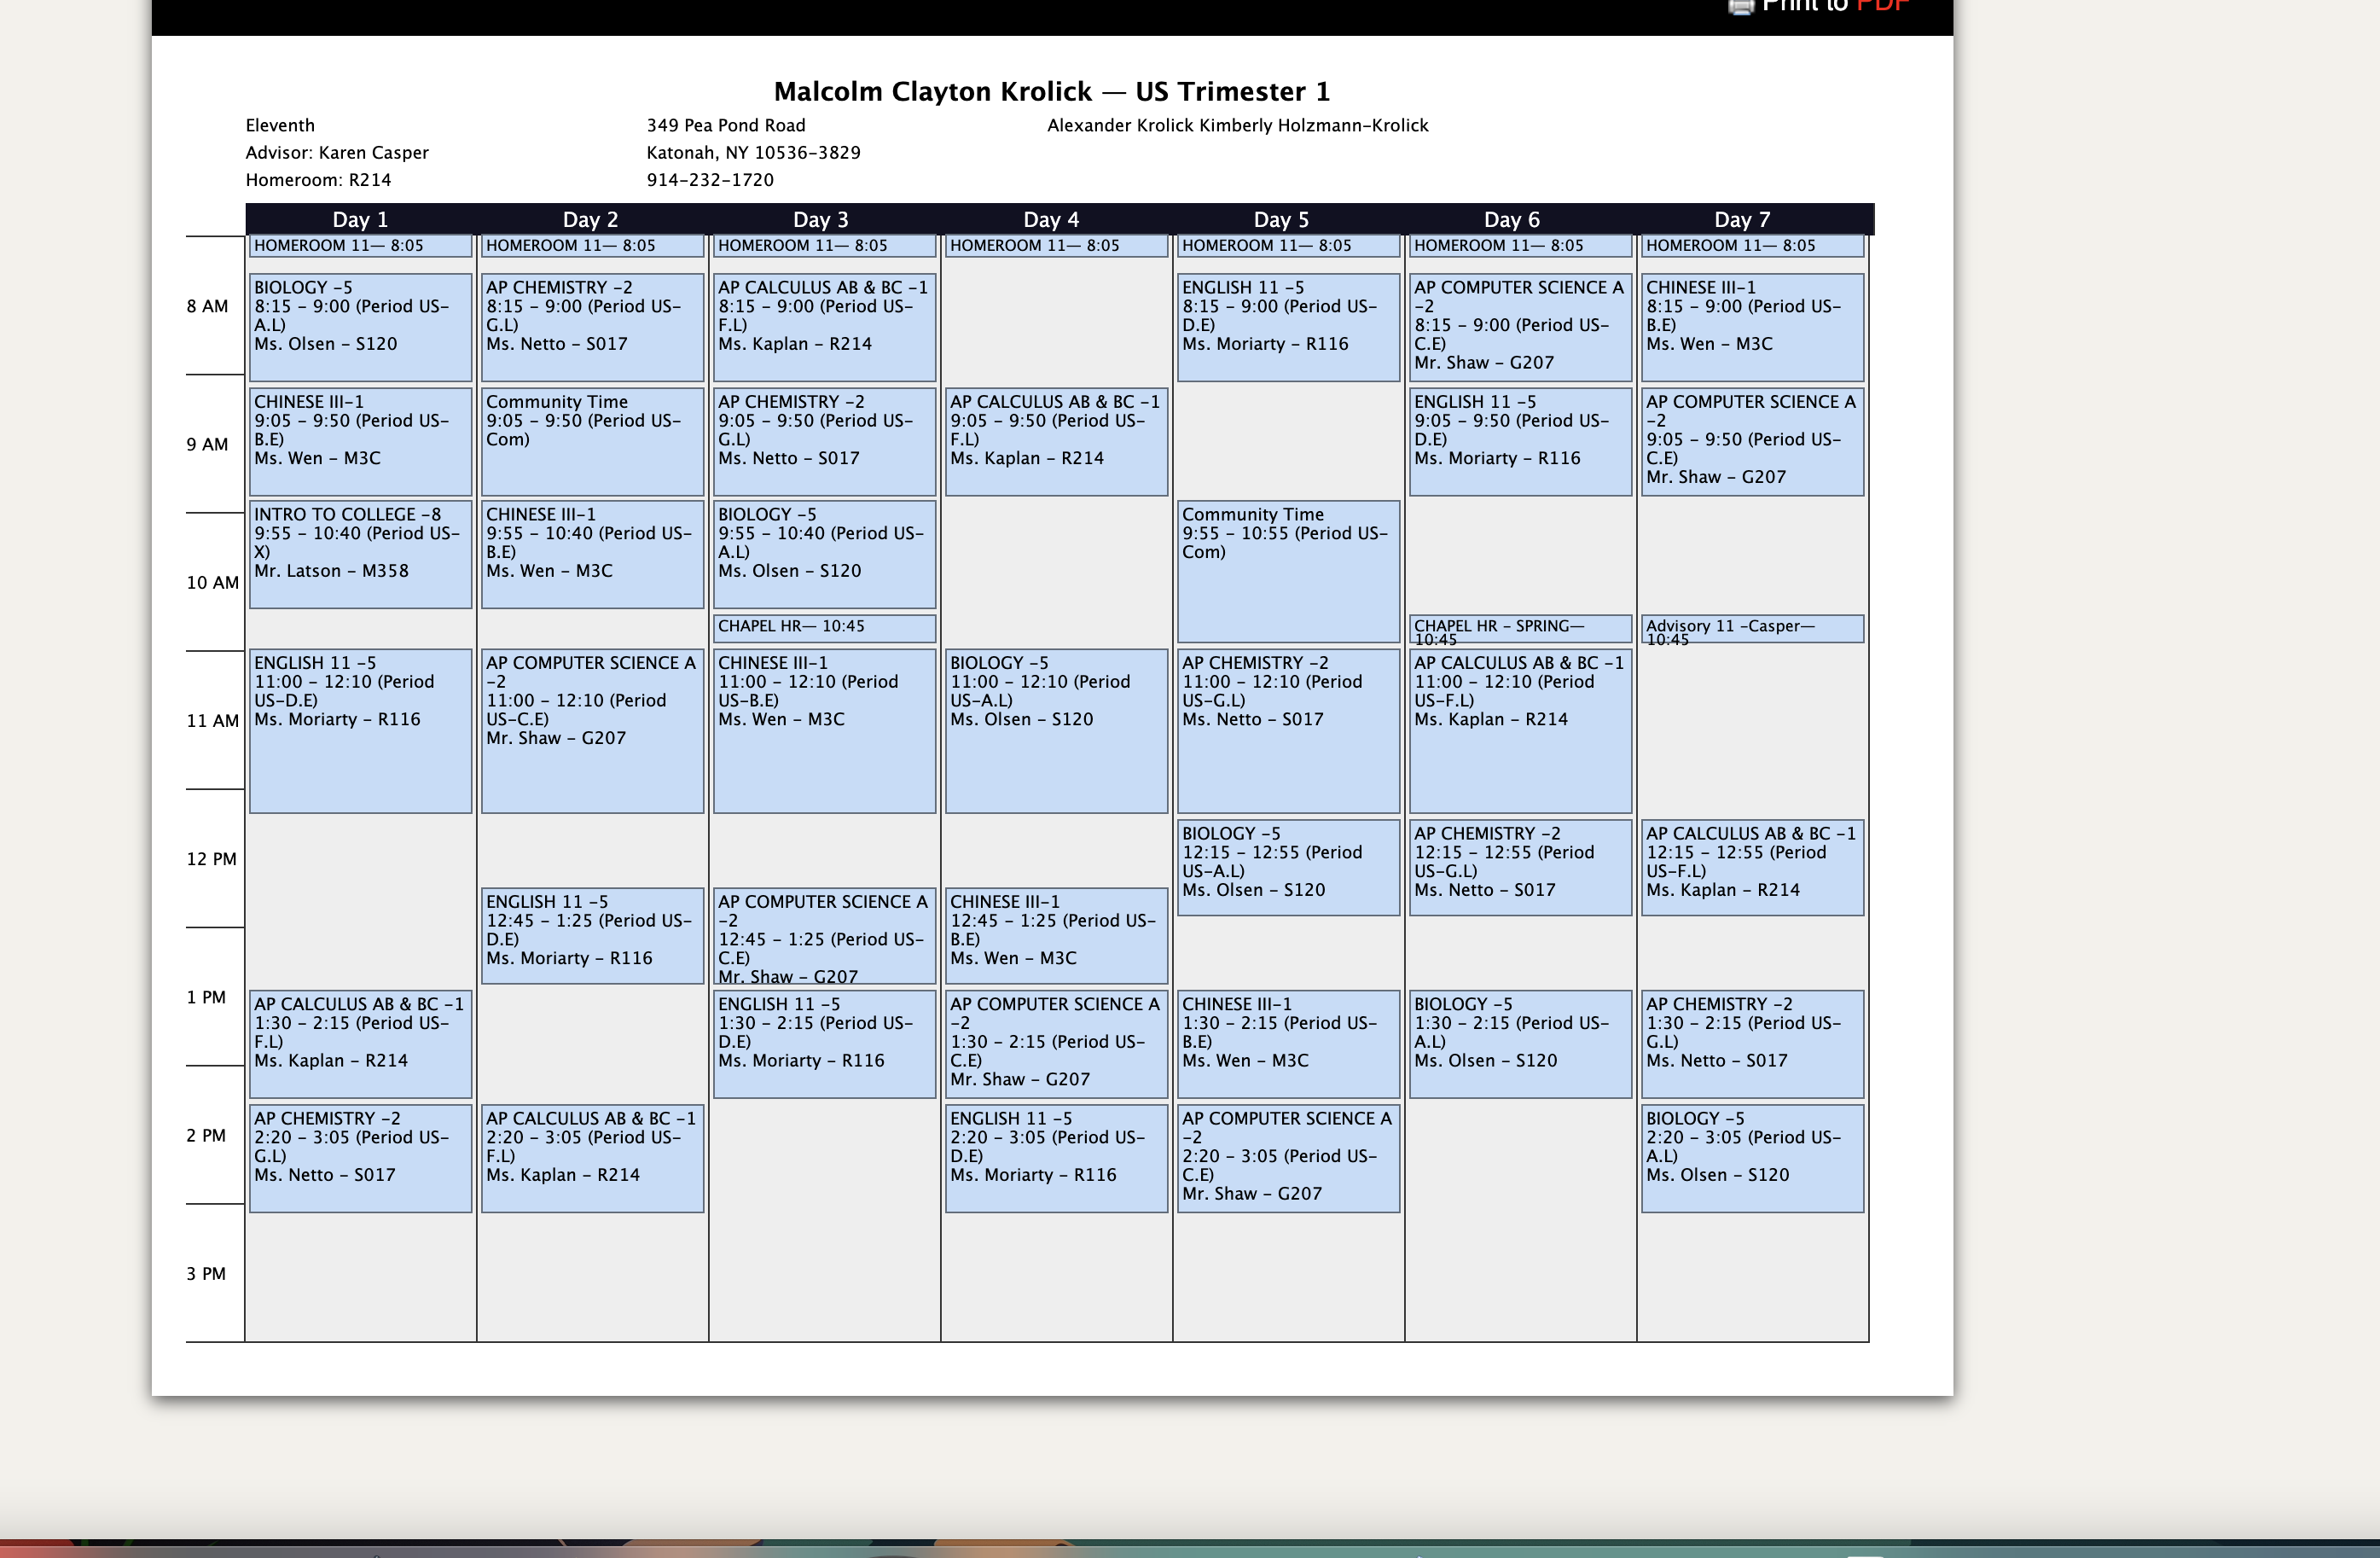 Print to PDF
Malcolm Clayton Krolick — US Trimester 1
Eleventh
349 Pea Pond Road
Alexander Krolick Kimberly Holzmann-Krolick
Advisor: Karen Casper
Katonah, NY 10536-3829
Homeroom: R214
914-232-1720
Day 1
Day 2
Day 3
Day 4
Day 5
Day 6
Day 7
8 AM
9 AM
10 AM
11 AM
12 PM
1 PM
2 PM
3 PM
HOMEROOM 11— 8:05
BIOLOGY -5
8:15 - 9:00 (Period US-
A.L)
Ms. Olsen - S120
CHINESE III-1
9:05 - 9:50 (Period US-
B.E)
Ms. Wen - M3C
INTRO TO COLLEGE -8
9:55 - 10:40 (Period US-
X)
Mr. Latson - M358
ENGLISH 11 -5
11:00 - 12:10 (Period
US-D.E)
Ms. Moriarty - R116
AP CALCULUS AB & BC -1
1:30 - 2:15 (Period US-
F.L)
Ms. Kaplan - R214
AP CHEMISTRY -2
2:20 - 3:05 (Period US-
G.L)
Ms. Netto - S017
HOMEROOM 11— 8:05
AP CHEMISTRY -2
8:15 - 9:00 (Period US-
G.L)
Ms. Netto - S017
Community Time
9:05 - 9:50 (Period US-
Com)
CHINESE III-1
9:55 - 10:40 (Period US-
B.E)
Ms. Wen - M3C
AP COMPUTER SCIENCE A
-2
11:00 - 12:10 (Period
US-C.E)
Mr. Shaw - G207
ENGLISH 11 -5
12:45 - 1:25 (Period US-
D.E)
Ms. Moriarty - R116
AP CALCULUS AB & BC -1
2:20 - 3:05 (Period US-
F.L)
Ms. Kaplan - R214
HOMEROOM 11— 8:05
AP CALCULUS AB & BC -1
8:15 - 9:00 (Period US-
F.L)
Ms. Kaplan - R214
AP CHEMISTRY -2
9:05 - 9:50 (Period US-
G.L)
Ms. Netto - S017
BIOLOGY -5
9:55 - 10:40 (Period US-
A.L)
Ms. Olsen - S120
CHAPEL HR— 10:45
CHINESE III-1
11:00 - 12:10 (Period
US-B.E)
Ms. Wen - M3C
AP COMPUTER SCIENCE A
-2
12:45 - 1:25 (Period US-
C.E)
Mr. Shaw - G207
ENGLISH 11 -5
1:30 - 2:15 (Period US-
D.E)
Ms. Moriarty - R116
HOMEROOM 11— 8:05
AP CALCULUS AB & BC -1
9:05 - 9:50 (Period US-
F.L)
Ms. Kaplan - R214
BIOLOGY -5
11:00 - 12:10 (Period
US-A.L)
Ms. Olsen - S120
CHINESE III-1
12:45 - 1:25 (Period US-
B.E)
Ms. Wen - M3C
AP COMPUTER SCIENCE A
-2
1:30 - 2:15 (Period US-
C.E)
Mr. Shaw - G207
ENGLISH 11 -5
2:20 - 3:05 (Period US-
D.E)
Ms. Moriarty - R116
HOMEROOM 11— 8:05
ENGLISH 11 -5
8:15 - 9:00 (Period US-
D.E)
Ms. Moriarty - R116
Community Time
9:55 - 10:55 (Period US-
Com)
AP CHEMISTRY -2
11:00 - 12:10 (Period
US-G.L)
Ms. Netto - S017
BIOLOGY -5
12:15 - 12:55 (Period
US-A.L)
Ms. Olsen - S120
CHINESE III-1
1:30 - 2:15 (Period US-
B.E)
Ms. Wen - M3C
AP COMPUTER SCIENCE A
-2
2:20 - 3:05 (Period US-
C.E)
Mr. Shaw - G207
HOMEROOM 11— 8:05
AP COMPUTER SCIENCE A
-2
8:15 - 9:00 (Period US-
C.E)
Mr. Shaw - G207
ENGLISH 11 -5
9:05 - 9:50 (Period US-
D.E)
Ms. Moriarty - R116
CHAPEL HR - SPRING—
10:45
AP CALCULUS AB & BC -1
11:00 - 12:10 (Period
US-F.L)
Ms. Kaplan - R214
AP CHEMISTRY -2
12:15 - 12:55 (Period
US-G.L)
Ms. Netto - S017
BIOLOGY -5
1:30 - 2:15 (Period US-
A.L)
Ms. Olsen - S120
HOMEROOM 11— 8:05
CHINESE III-1
8:15 - 9:00 (Period US-
B.E)
Ms. Wen - M3C
AP COMPUTER SCIENCE A
-2
9:05 - 9:50 (Period US-
C.E)
Mr. Shaw - G207
Advisory 11 -Casper—
10:45
AP CALCULUS AB & BC -1
12:15 - 12:55 (Period
US-F.L)
Ms. Kaplan - R214
AP CHEMISTRY -2
1:30 - 2:15 (Period US-
G.L)
Ms. Netto - S017
BIOLOGY -5
2:20 - 3:05 (Period US-
A.L)
Ms. Olsen - S120